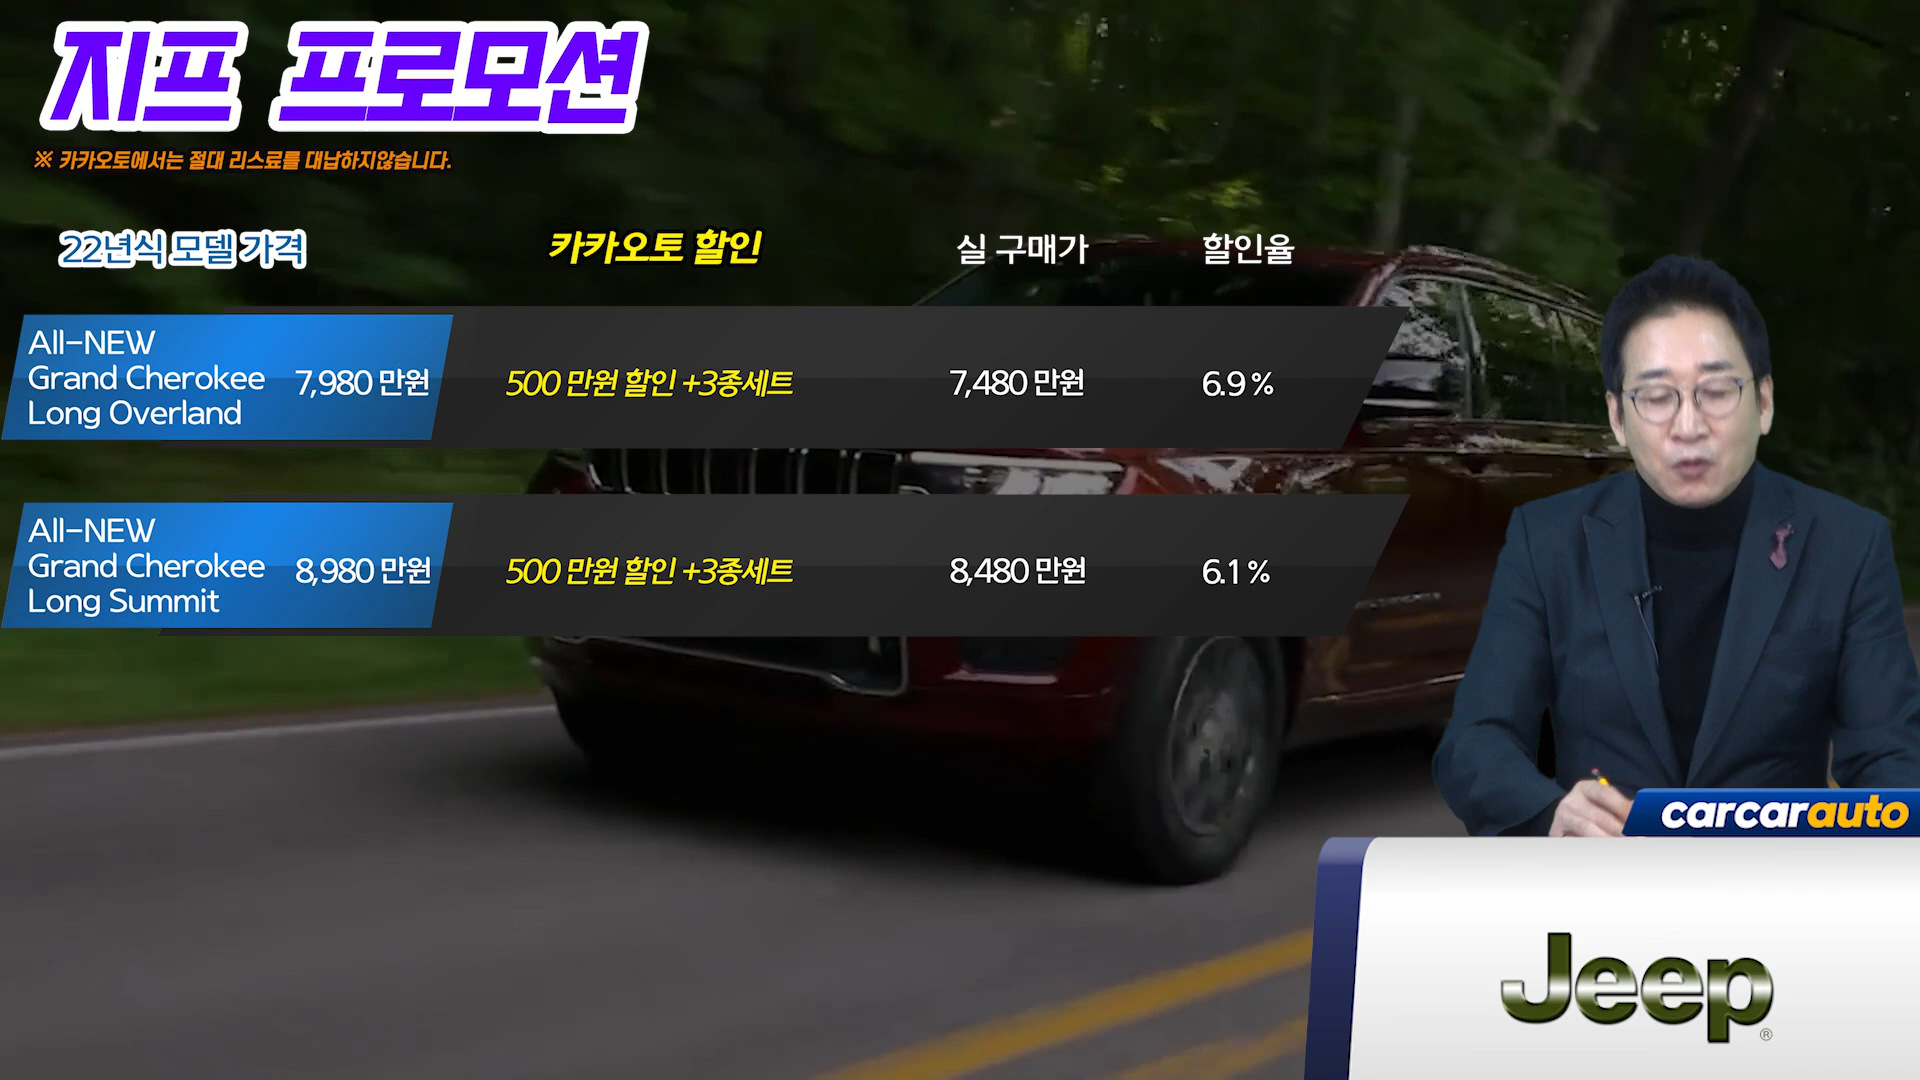 지프 프로모션
※ 카카오토에서는 절대 리스료를 대납하지않습니다.
22년식 모델 가격
카카오토 할인
실 구매가
할인율
All-NEW
Grand Cherokee
Long Overland
7,980 만원
500 만원 할인 +3종세트
7,480 만원
6.9 %
All-NEW
Grand Cherokee
Long Summit
8,980 만원
500 만원 할인 +3종세트
8,480 만원
6.1 %
carcarauto
Jeep
®